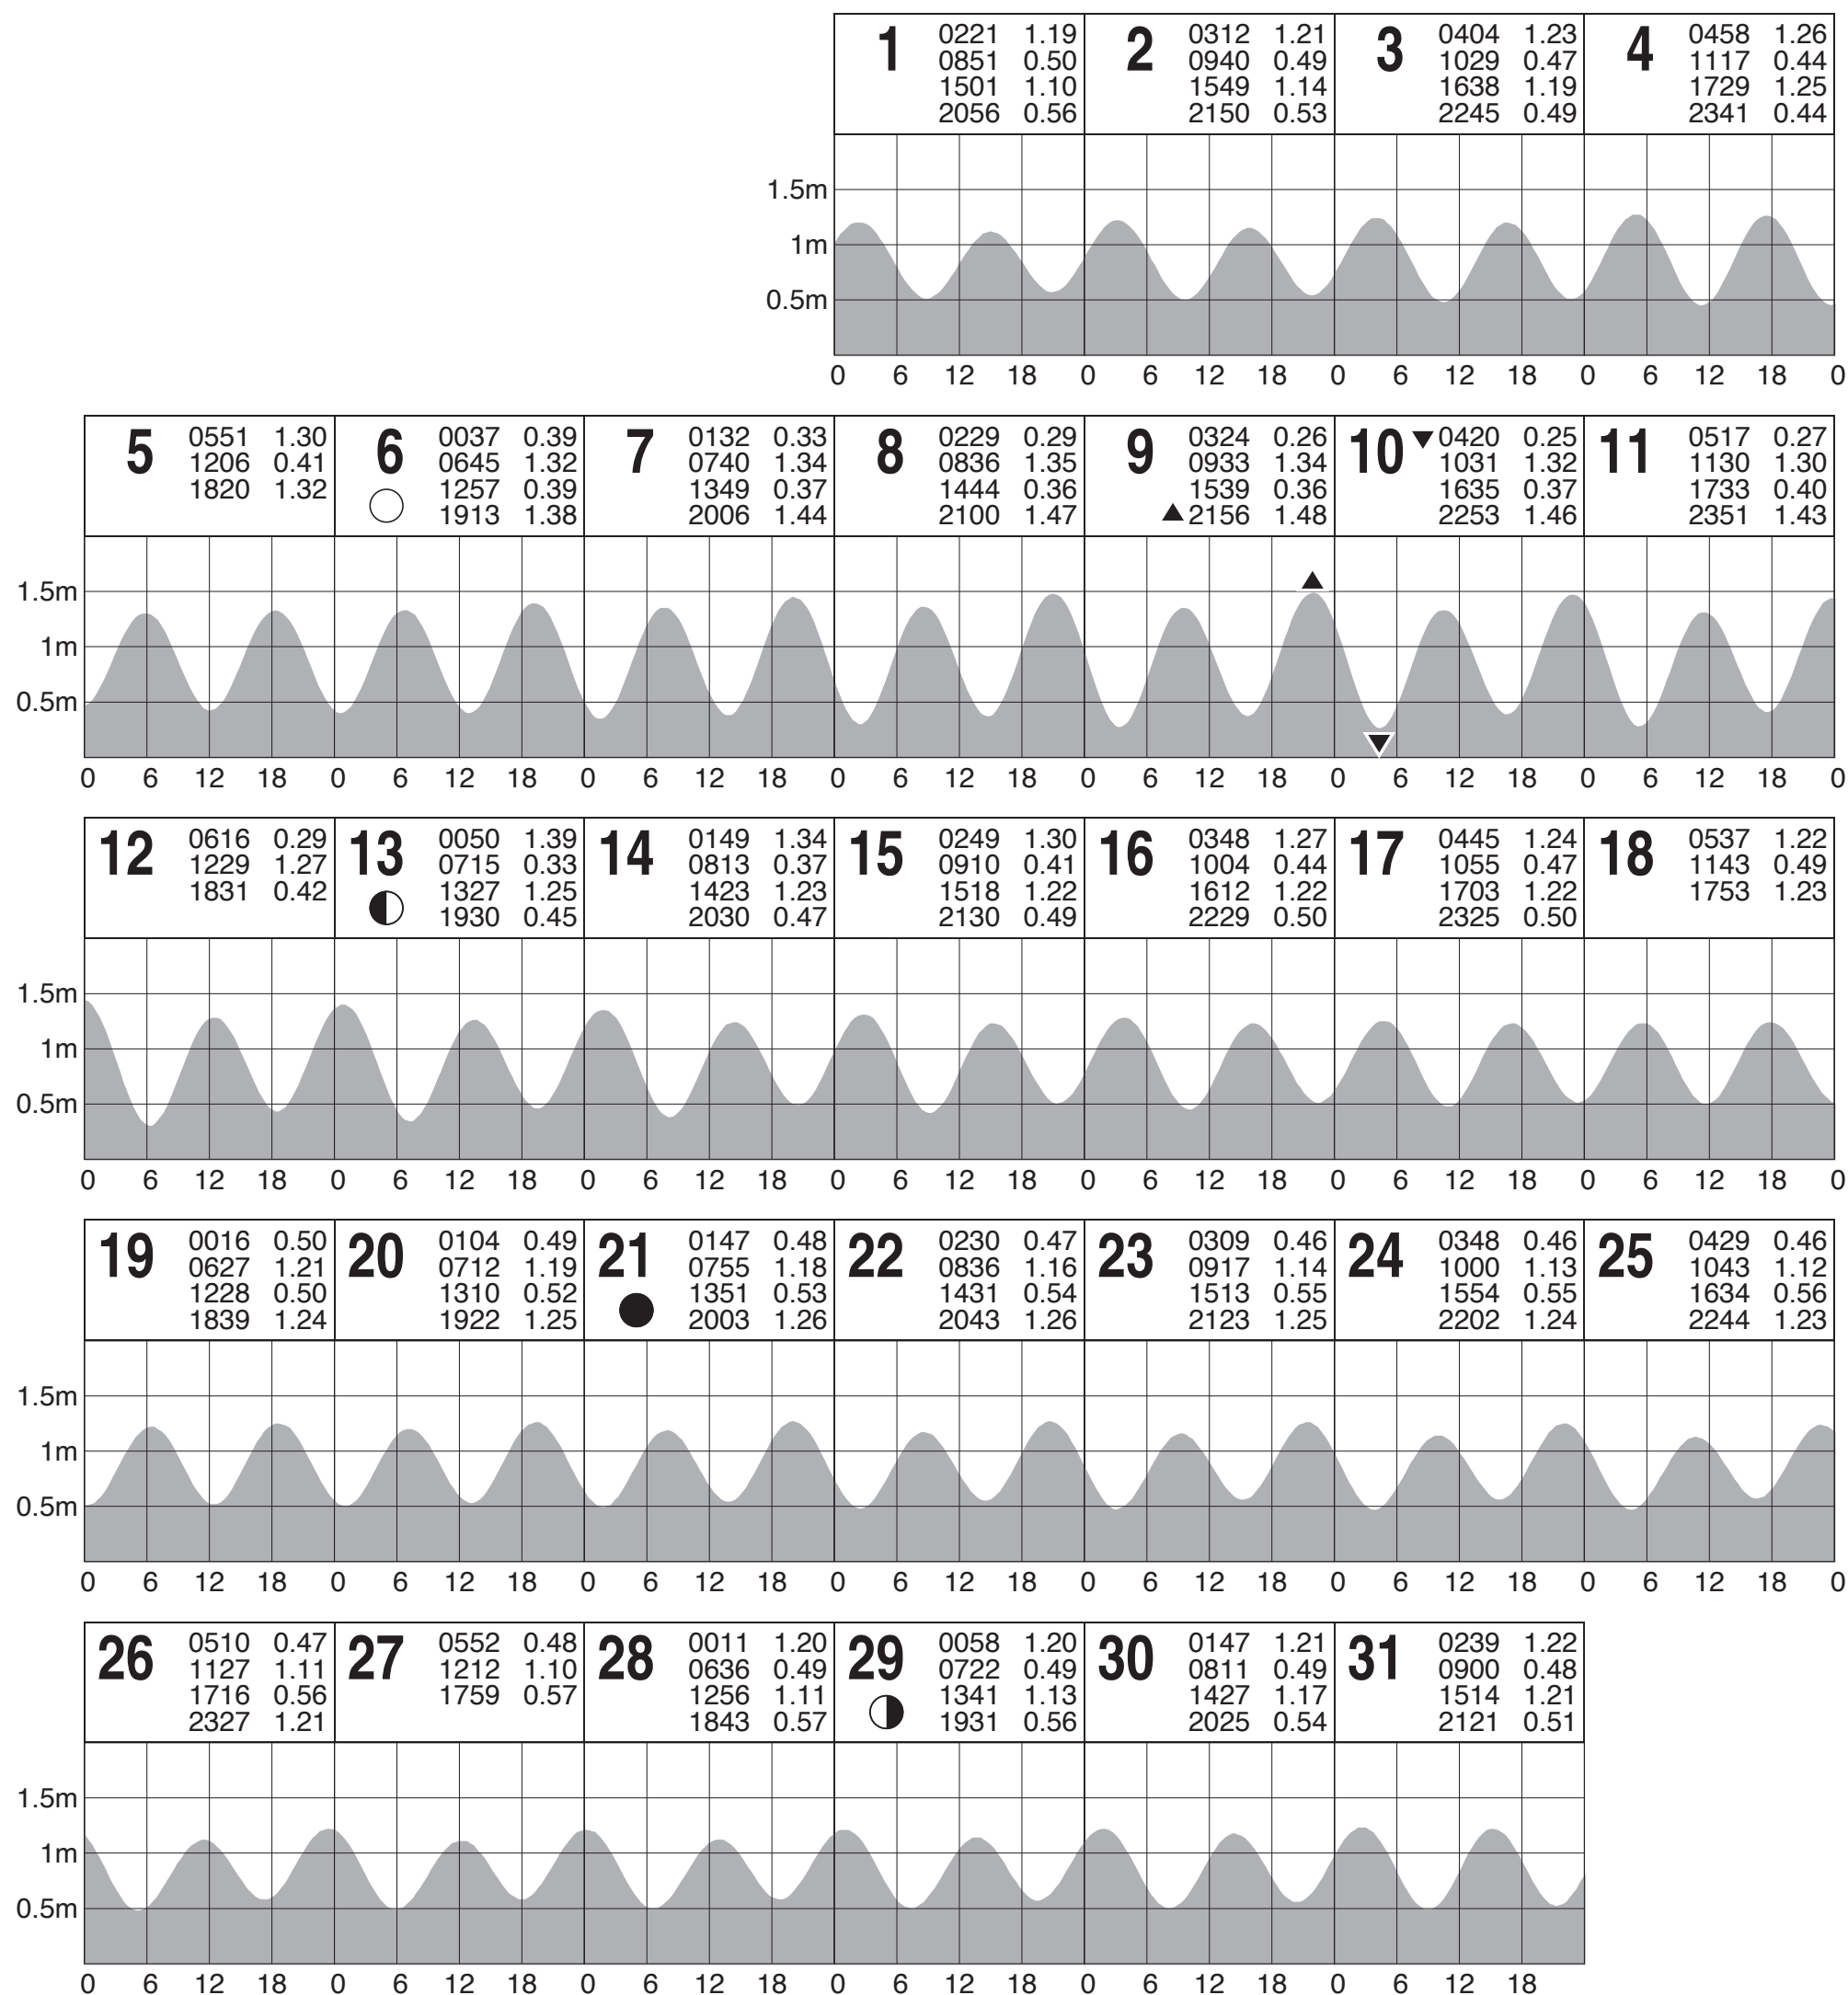 1 0221 1.19 2 0312 1.21 3 0404 1.23 4 0458 1.26
0851 0.50 0940 0.49 1029 0.47 1117 0.44
1501 1.10 1549 1.14 1638 1.19 1729 1.25
2056 0.56 2150 0.53 2245 0.49 2341 0.44
1.5m
1m
0.5m
0 6 12 18 0 6 12 18 0 6 12 18 0 6 12 18 0
5 0551 1.30 6 0037 0.39 7 0132 0.33 8 0229 0.29 9 0324 0.26 10 ▼0420 0.25 11 0517 0.27
1206 0.41 0645 1.32 0740 1.34 0836 1.35 0933 1.34 1031 1.32 1130 1.30
1820 1.32 1257 0.39 1349 0.37 1444 0.36 1539 0.36 1635 0.37 1733 0.40
1913 1.38 2006 1.44 2100 1.47 ▲2156 1.48 2253 1.46 2351 1.43
1.5m
1m
0.5m
0 6 12 18 0 6 12 18 0 6 12 18 0 6 12 18 0 6 12 18 0 6 12 18 0 6 12 18 0
12 0616 0.29 13 0050 1.39 14 0149 1.34 15 0249 1.30 16 0348 1.27 17 0445 1.24 18 0537 1.22
1229 1.27 0715 0.33 0813 0.37 0910 0.41 1004 0.44 1055 0.47 1143 0.49
1831 0.42 1327 1.25 1423 1.23 1518 1.22 1612 1.22 1703 1.22 1753 1.23
1930 0.45 2030 0.47 2130 0.49 2229 0.50 2325 0.50
1.5m
1m
0.5m
0 6 12 18 0 6 12 18 0 6 12 18 0 6 12 18 0 6 12 18 0 6 12 18 0 6 12 18 0
19 0016 0.50 20 0104 0.49 21 0147 0.48 22 0230 0.47 23 0309 0.46 24 0348 0.46 25 0429 0.46
0627 1.21 0712 1.19 0755 1.18 0836 1.16 0917 1.14 1000 1.13 1043 1.12
1228 0.50 1310 0.52 1351 0.53 1431 0.54 1513 0.55 1554 0.55 1634 0.56
1839 1.24 1922 1.25 2003 1.26 2043 1.26 2123 1.25 2202 1.24 2244 1.23
1.5m
1m
0.5m
0 6 12 18 0 6 12 18 0 6 12 18 0 6 12 18 0 6 12 18 0 6 12 18 0 6 12 18 0
26 0510 0.47 27 0552 0.48 28 0011 1.20 29 0058 1.20 30 0147 1.21 31 0239 1.22
1127 1.11 1212 1.10 0636 0.49 0722 0.49 0811 0.49 0900 0.48
1716 0.56 1759 0.57 1256 1.11 1341 1.13 1427 1.17 1514 1.21
2327 1.21 1843 0.57 1931 0.56 2025 0.54 2121 0.51
1.5m
1m
0.5m
0 6 12 18 0 6 12 18 0 6 12 18 0 6 12 18 0 6 12 18 0 6 12 18